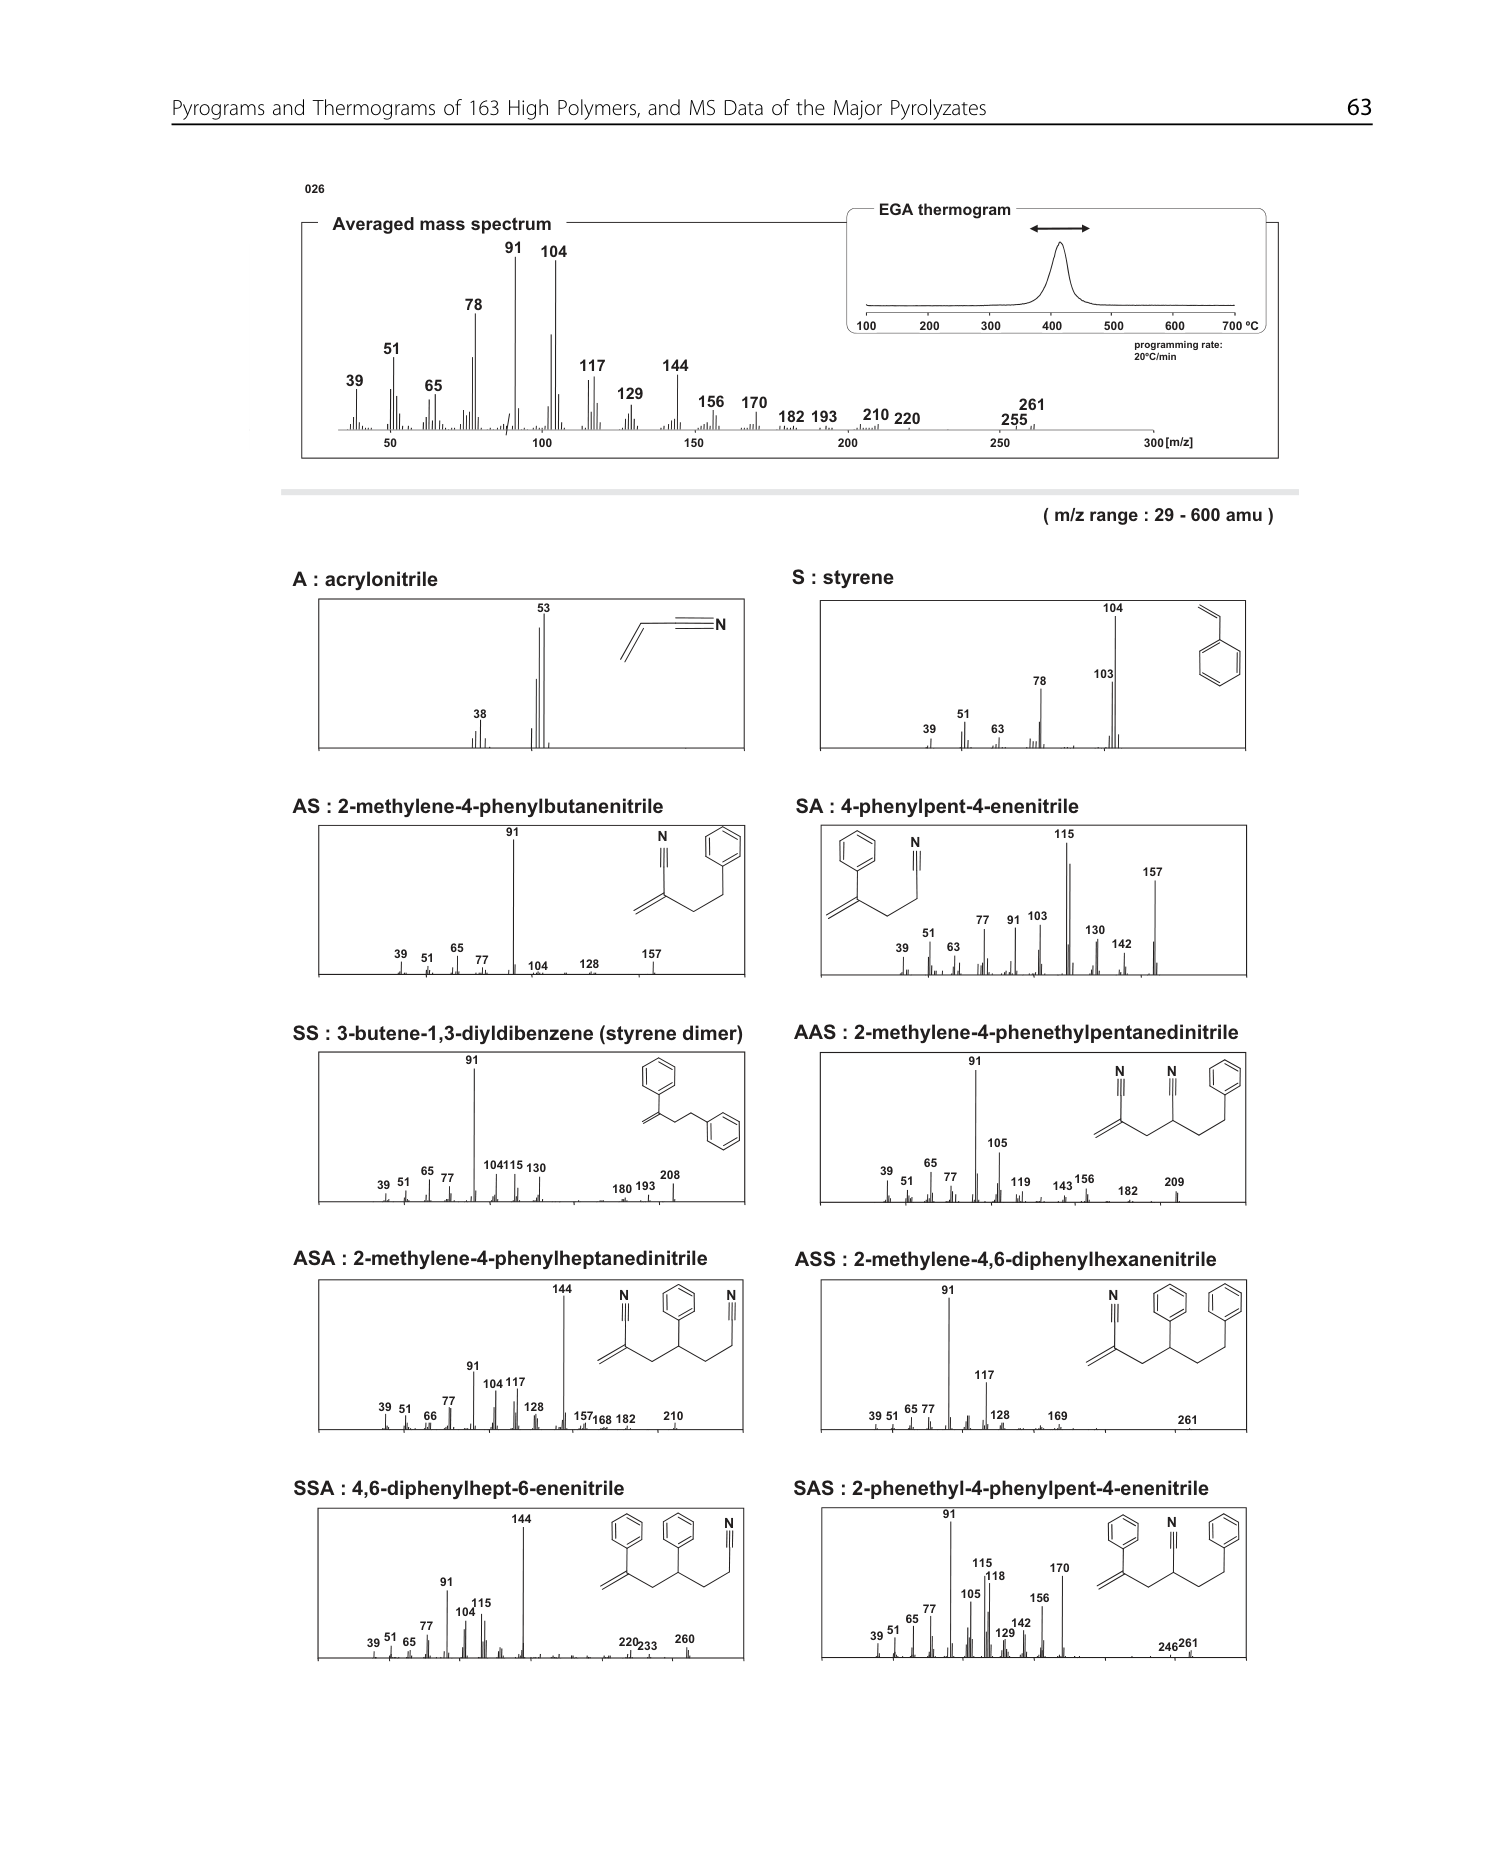 Pyrograms and Thermograms of 163 High Polymers, and MS Data of the Major Pyrolyzates 63
026
Averaged mass spectrum
EGA thermogram
91 104
78
51
39 65
117 144
129
156 170
182 193 210 220
255 261
50 100 150 200 250 300 [m/z]
100 200 300 400 500 600 700 ºC
programming rate:
20ºC/min
( m/z range : 29 - 600 amu )
A : acrylonitrile
53
38
N
S : styrene
104
103
78
51
39 63
AS : 2-methylene-4-phenylbutanenitrile
91
N
39 51 65 77 104 128 157
SA : 4-phenylpent-4-enenitrile
N
115
157
39 51 63 77 91 103 130 142
SS : 3-butene-1,3-diyldibenzene (styrene dimer)
91
39 51 65 77 104 115 130 180 193 208
AAS : 2-methylene-4-phenethylpentanedinitrile
91
N N
39 51 65 77 105 119 143 156 182 209
ASA : 2-methylene-4-phenylheptanedinitrile
144
N N
39 51 66 77 91 104 117 128 157 168 182 210
ASS : 2-methylene-4,6-diphenylhexanenitrile
91
N
39 51 65 77 117 128 169 261
SSA : 4,6-diphenylhept-6-enenitrile
144
N
39 51 65 77 91 104 115 220 233 260
SAS : 2-phenethyl-4-phenylpent-4-enenitrile
91
N
39 51 65 77 105 115 118 129 142 156 170 246 261